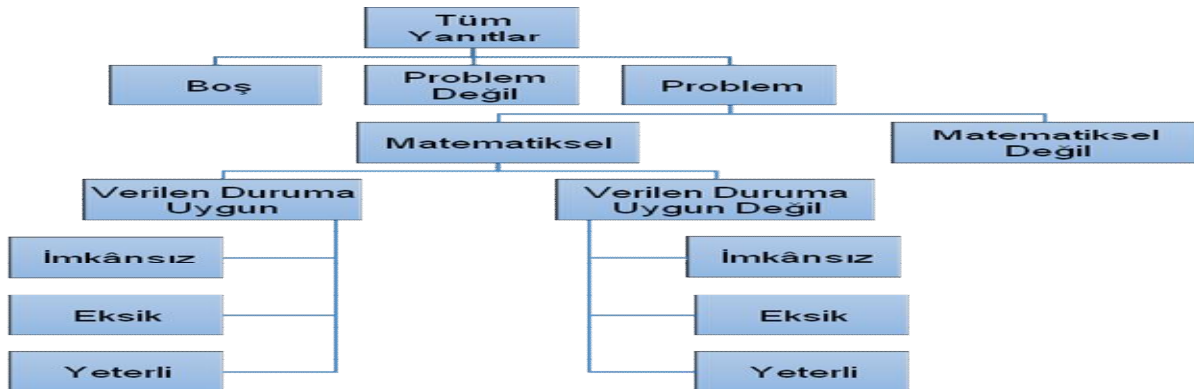 Tüm
Yanıtlar
Boş
Problem
Değil
Problem
Matematiksel
Matematiksel
Değil
Verilen Duruma
Uygun
Verilen Duruma
Uygun Değil
İmkânsız
İmkânsız
Eksik
Eksik
Yeterli
Yeterli